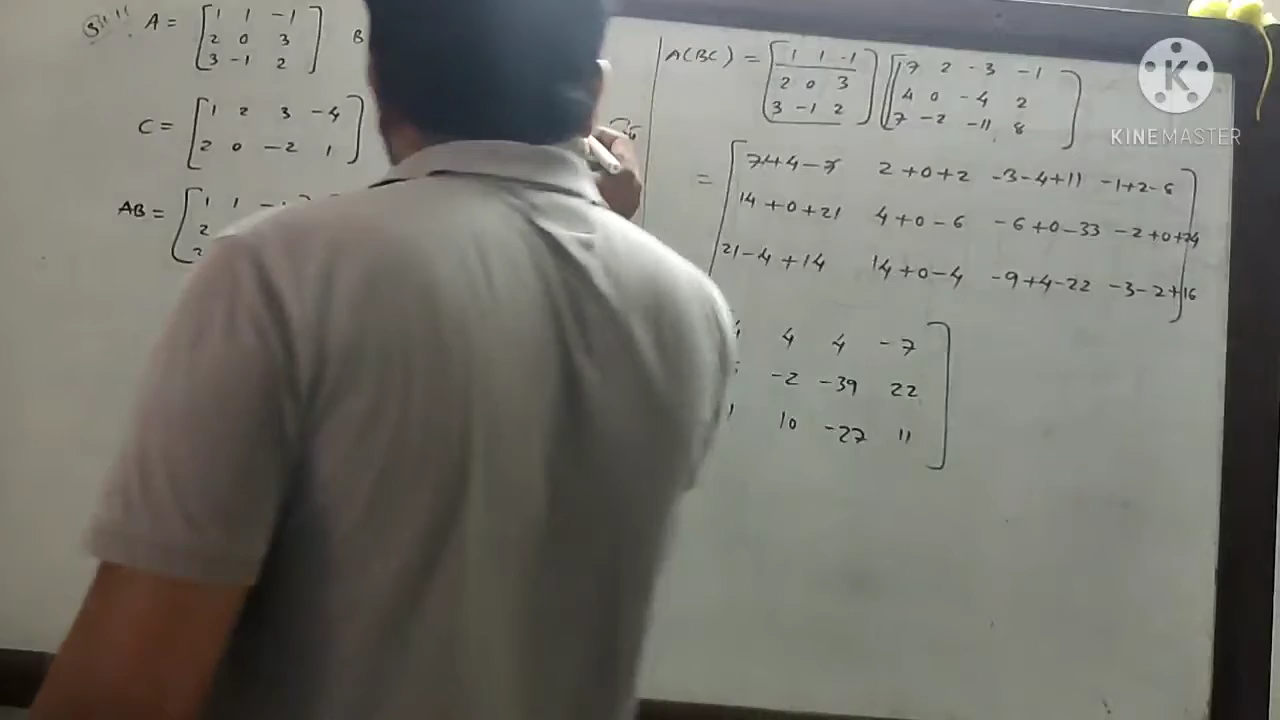 A = [ 1 1 -1
2 0 3
3 -1 2 ] B
C = [ 1 2 3 -4
2 0 -2 1 ]
AB = [ 1 1
2
A(BC) = [ 1 1 -1 ] [ 7 2 -3 -1 ]
2 0 3 4 0 -4 2
3 -1 2 7 -2 -11 8
= [ 7+4-7 2+0+2 -3-4+11 -1+2-8 ]
14+0+21 4+0-6 -6+0-33 -2+0+24
21-4+14 14+0-4 -9+4-22 -3-2+16
4 4 -7
-2 -39 22
10 -27 11
KINEMASTER